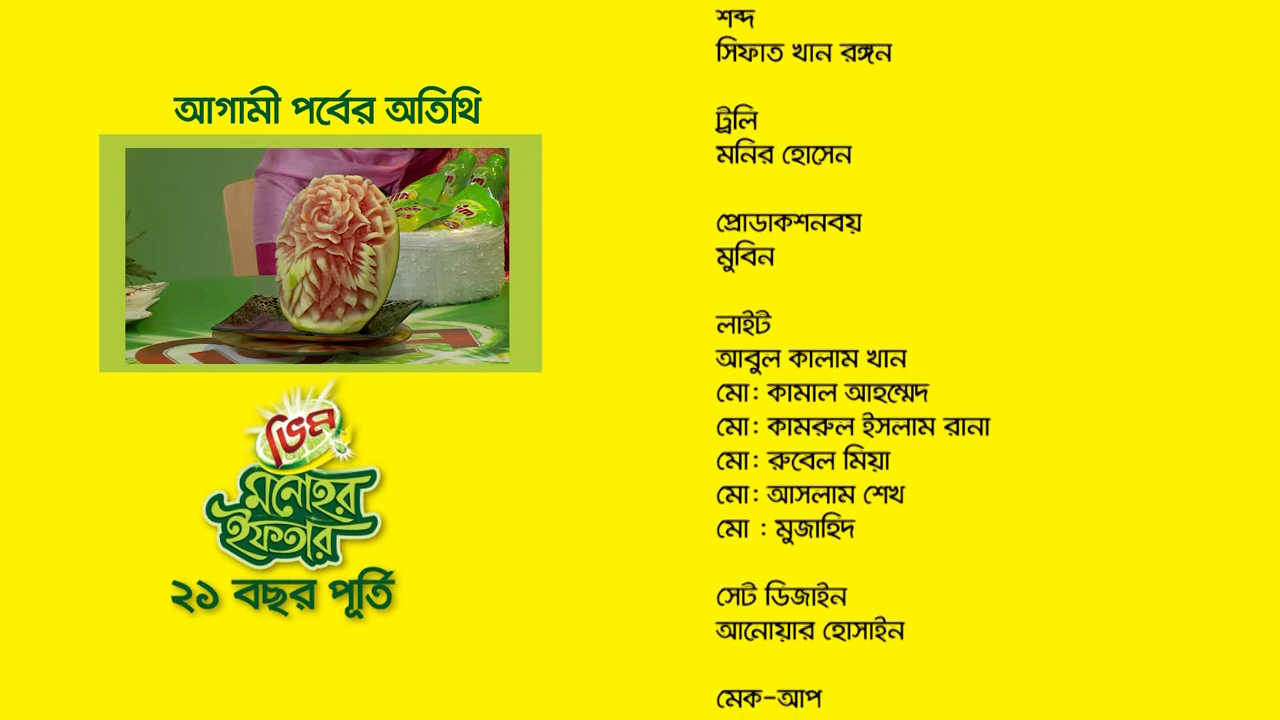 আগামী পর্বের অতিথি
vim
ভিম
মনোহর
ইফতার
২১ বছর পূর্তি
শব্দ
সিফাত খান রঙ্গন
ট্রলি
মনির হোসেন
প্রোডাকশনবয়
মুবিন
লাইট
আবুল কালাম খান
মো: কামাল আহম্মেদ
মো: কামরুল ইসলাম রানা
মো: রুবেল মিয়া
মো: আসলাম শেখ
মো : মুজাহিদ
সেট ডিজাইন
আনোয়ার হোসাইন
মেক-আপ